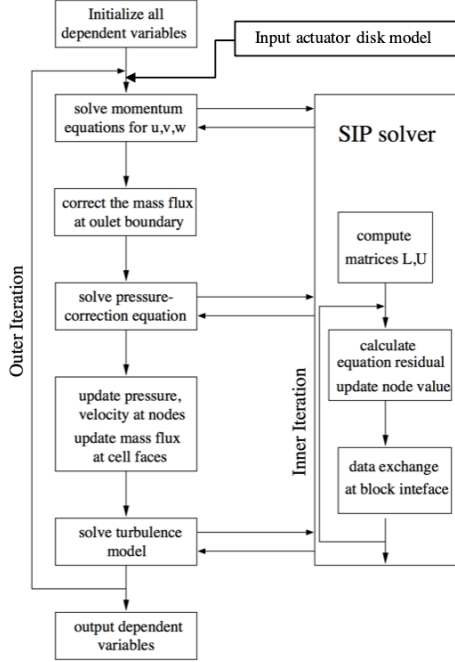 Initialize all
dependent variables
Input actuator disk model
solve momentum
equations for u,v,w
SIP solver
correct the mass flux
at oulet boundary
compute
matrices L,U
solve pressure-
correction equation
calculate
equation residual
update node value
Outer Iteration
Inner Iteration
update pressure,
velocity at nodes
update mass flux
at cell faces
data exchange
at block inteface
solve turbulence
model
output dependent
variables